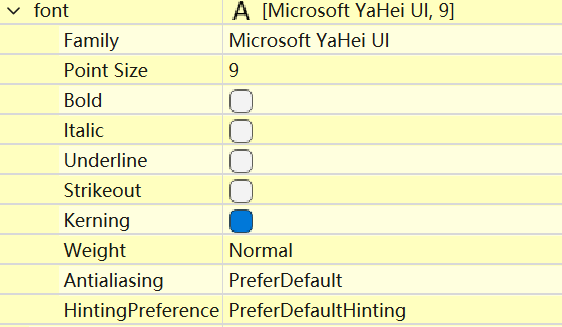 font A [Microsoft YaHei UI, 9]
Family Microsoft YaHei UI
Point Size 9
Bold
Italic
Underline
Strikeout
Kerning
Weight Normal
Antialiasing PreferDefault
HintingPreference PreferDefaultHinting